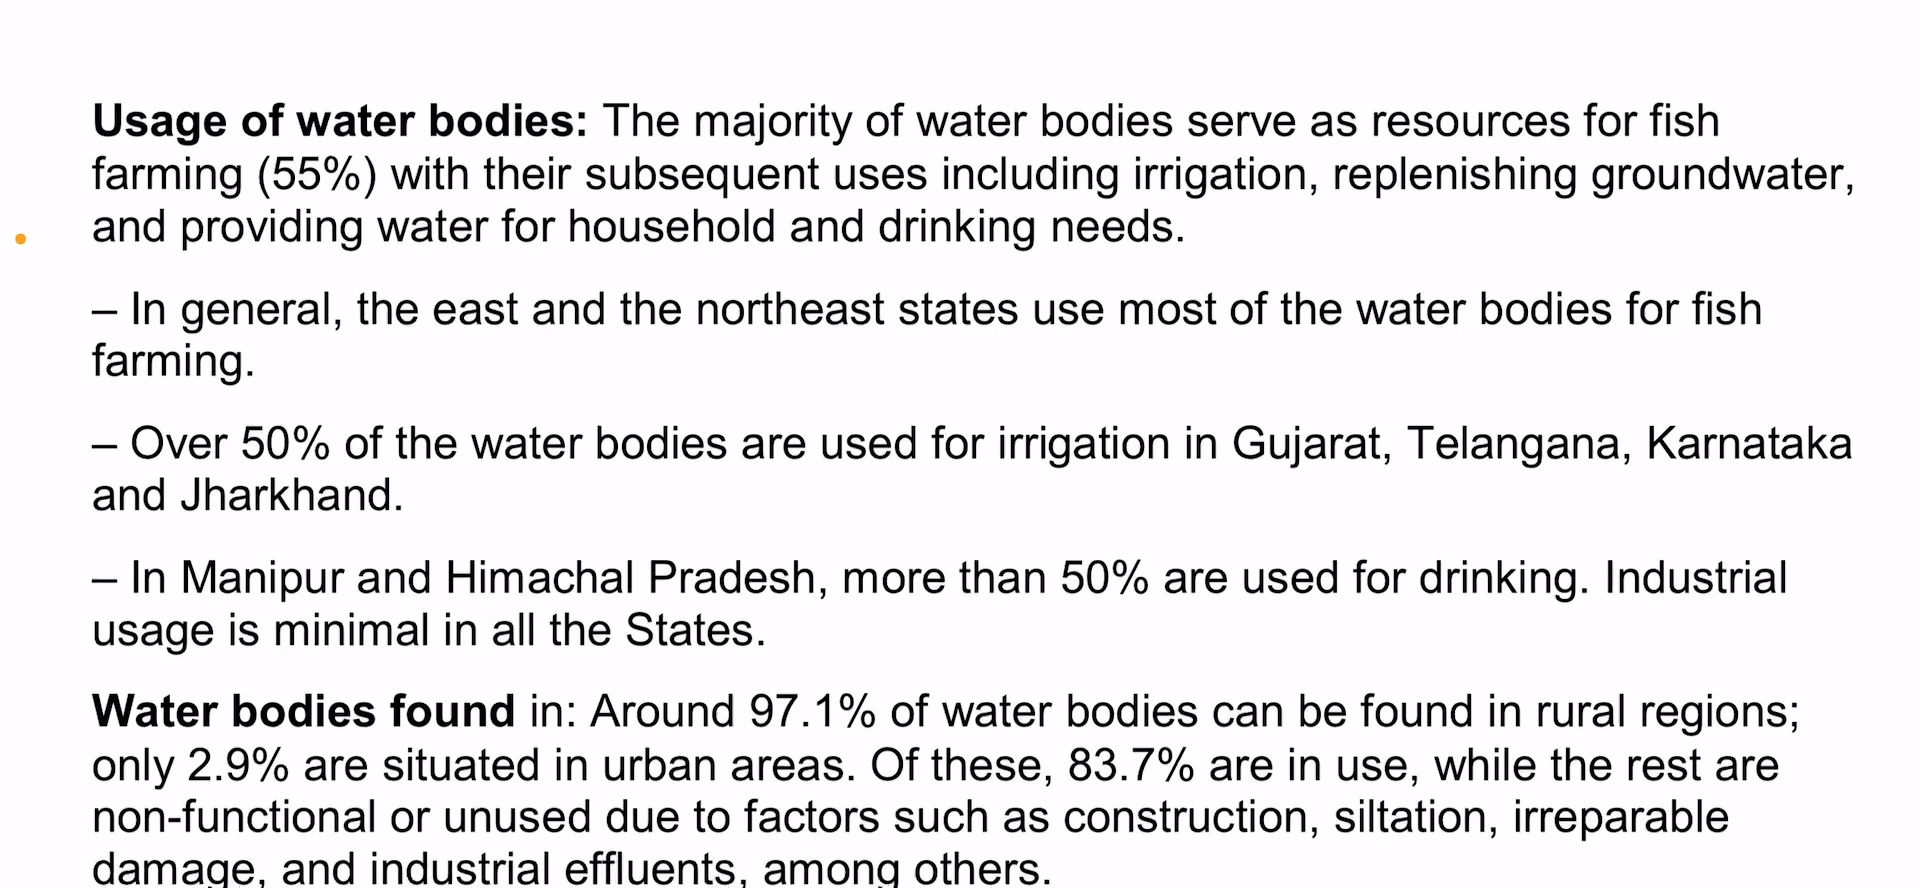 Usage of water bodies: The majority of water bodies serve as resources for fish
farming (55%) with their subsequent uses including irrigation, replenishing groundwater,
and providing water for household and drinking needs.
– In general, the east and the northeast states use most of the water bodies for fish
farming.
– Over 50% of the water bodies are used for irrigation in Gujarat, Telangana, Karnataka
and Jharkhand.
– In Manipur and Himachal Pradesh, more than 50% are used for drinking. Industrial
usage is minimal in all the States.
Water bodies found in: Around 97.1% of water bodies can be found in rural regions;
only 2.9% are situated in urban areas. Of these, 83.7% are in use, while the rest are
non-functional or unused due to factors such as construction, siltation, irreparable
damage, and industrial effluents, among others.